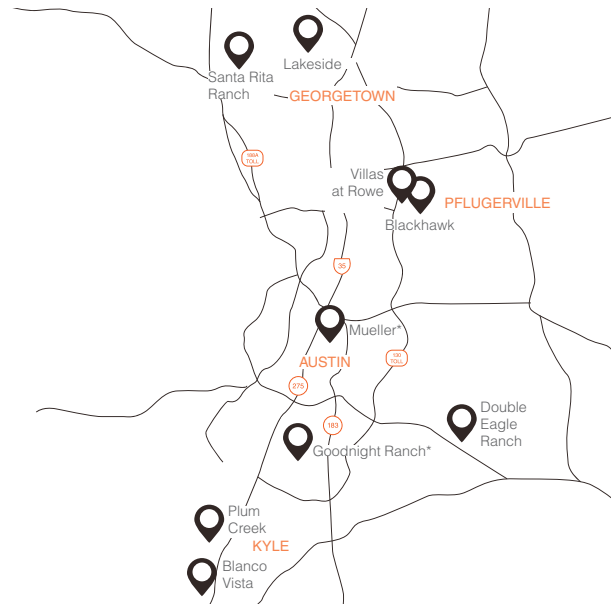 Lakeside
Santa Rita
Ranch
GEORGETOWN
183A
TOLL
Villas
at Rowe
PFLUGERVILLE
Blackhawk
35
Mueller*
AUSTIN
130
TOLL
275
Double
Eagle
Ranch
183
Goodnight Ranch*
Plum
Creek
KYLE
Blanco
Vista